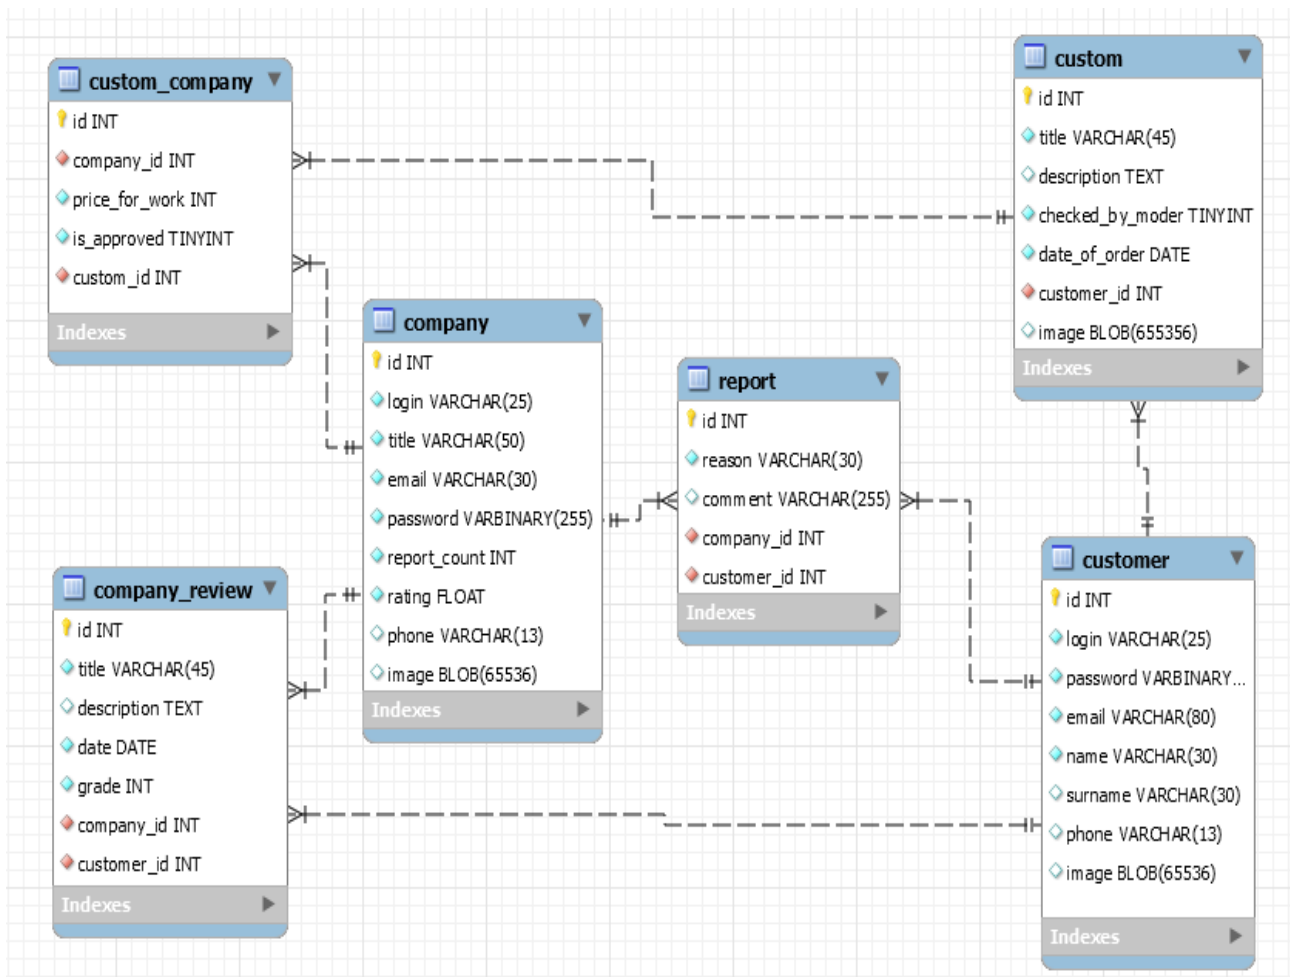 custom_company
id INT
company_id INT
price_for_work INT
is_approved TINYINT
custom_id INT
Indexes
custom
id INT
title VARCHAR(45)
description TEXT
checked_by_moder TINYINT
date_of_order DATE
customer_id INT
image BLOB(655356)
Indexes
company
id INT
login VARCHAR(25)
title VARCHAR(50)
email VARCHAR(30)
password VARBINARY(255)
report_count INT
rating FLOAT
phone VARCHAR(13)
image BLOB(65536)
Indexes
report
id INT
reason VARCHAR(30)
comment VARCHAR(255)
company_id INT
customer_id INT
Indexes
company_review
id INT
title VARCHAR(45)
description TEXT
date DATE
grade INT
company_id INT
customer_id INT
Indexes
customer
id INT
login VARCHAR(25)
password VARBINARY...
email VARCHAR(80)
name VARCHAR(30)
surname VARCHAR(30)
phone VARCHAR(13)
image BLOB(65536)
Indexes